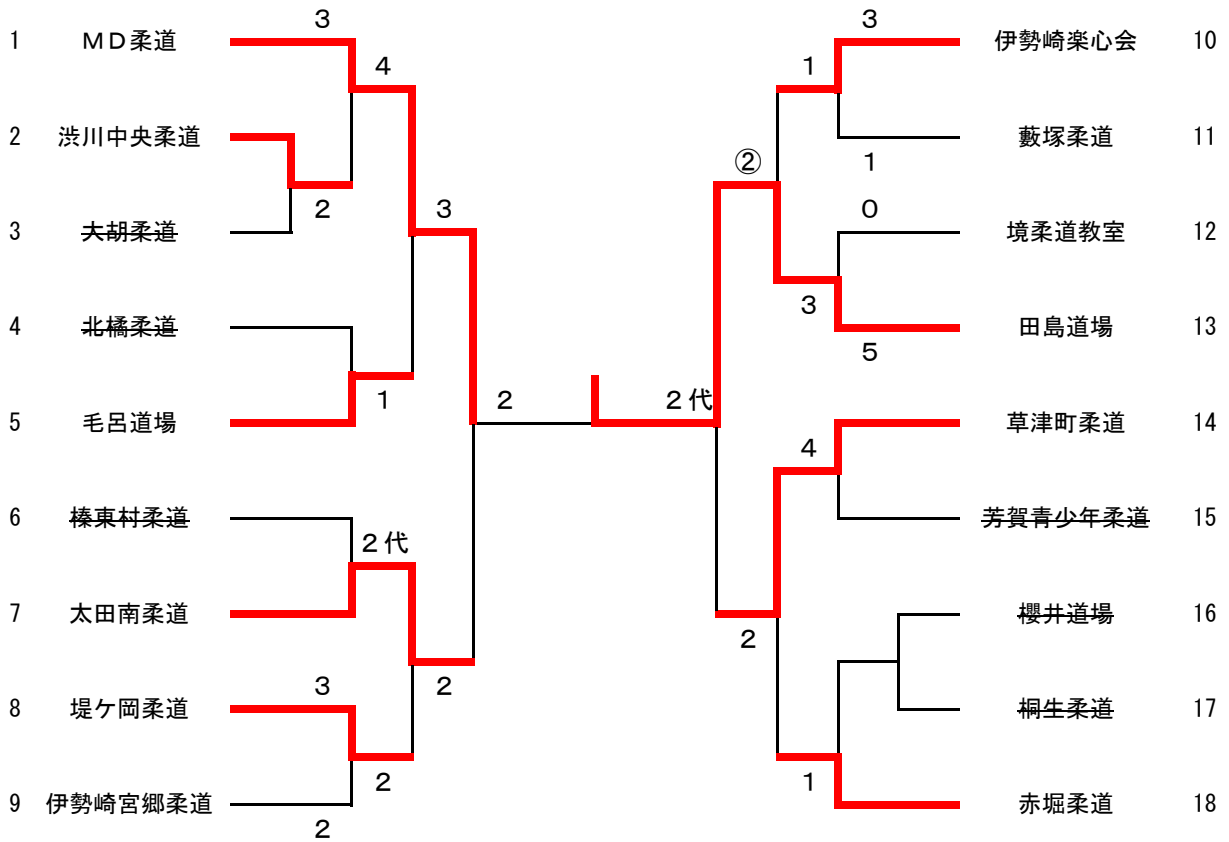 3
1 ＭＤ柔道
4
2 渋川中央柔道
2
3 大胡柔道
3
4 北橘柔道
1
5 毛呂道場
2
6 榛東村柔道
２代
7 太田南柔道
2
3
8 堤ケ岡柔道
2
9 伊勢崎宮郷柔道
2
3
伊勢崎楽心会 10
1
藪塚柔道 11
②
1
0
境柔道教室 12
3
田島道場 13
5
２代
草津町柔道 14
4
芳賀青少年柔道 15
櫻井道場 16
2
桐生柔道 17
1
赤堀柔道 18